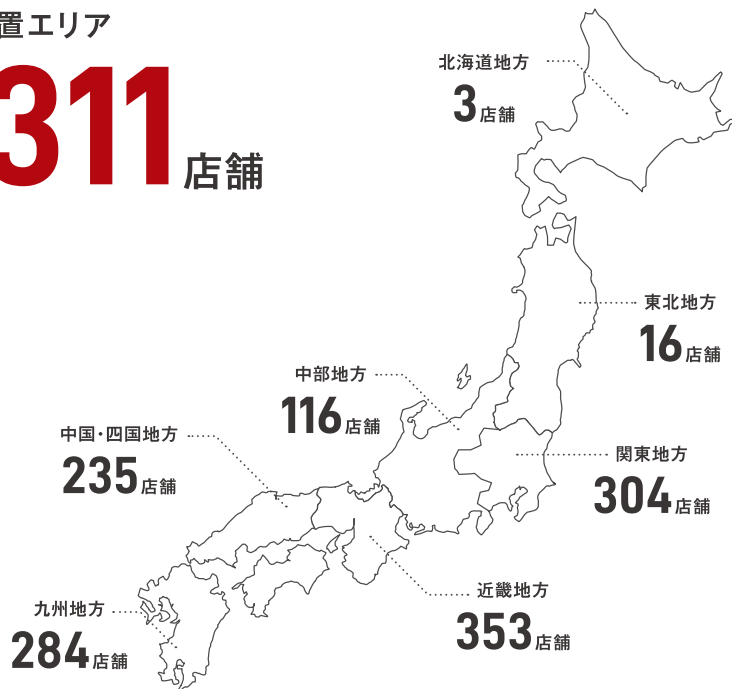 置エリア
311店舗
北海道地方
3店舗
東北地方
16店舗
中部地方
116店舗
中国・四国地方
235店舗
関東地方
304店舗
近畿地方
353店舗
九州地方
284店舗